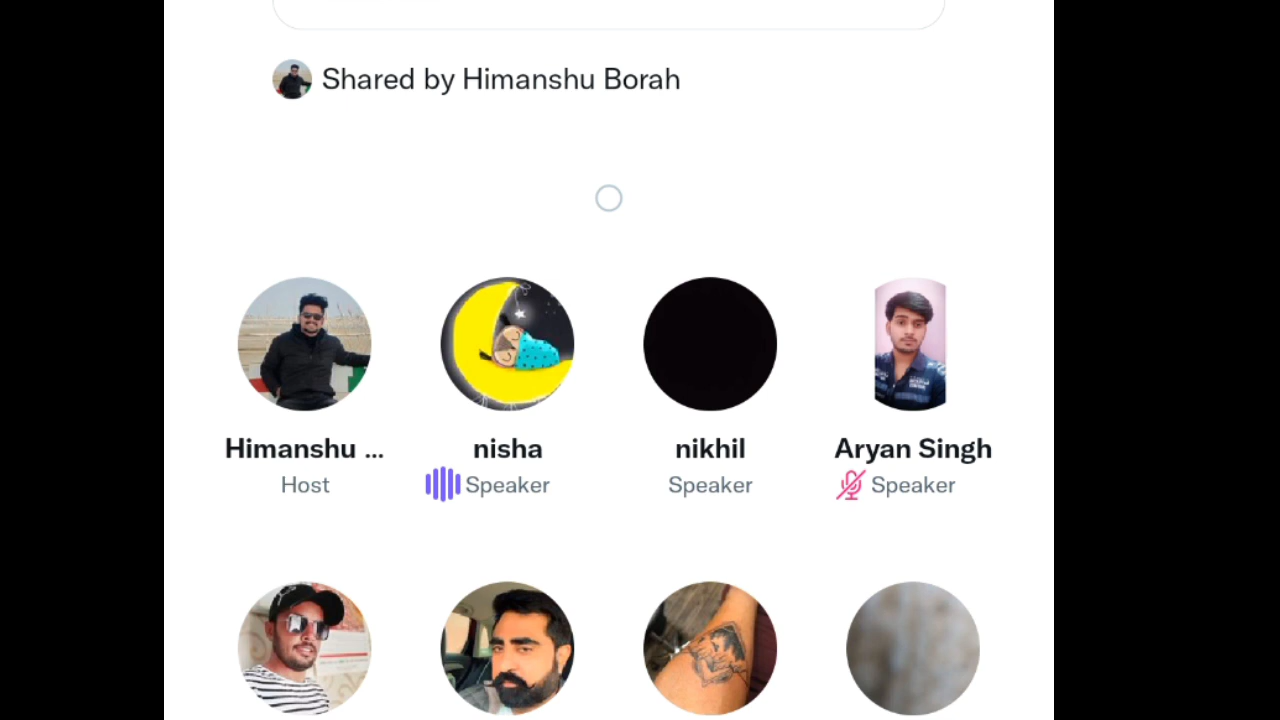 Shared by Himanshu Borah
Himanshu ...
nisha
nikhil
Aryan Singh
Host
Speaker
Speaker
Speaker